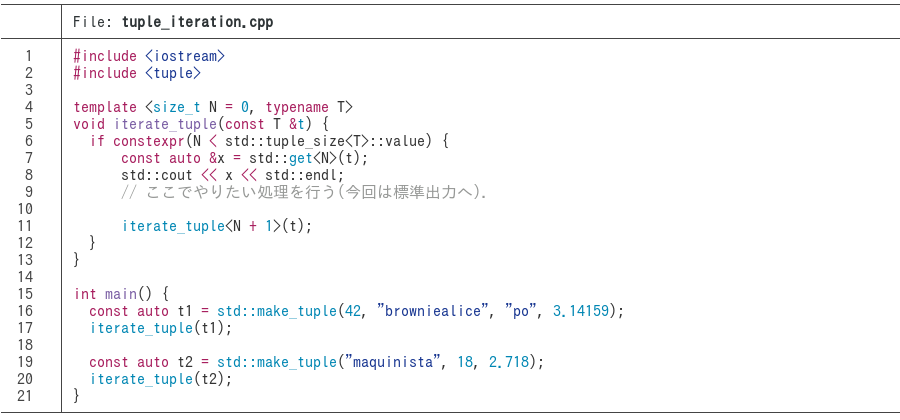 File: tuple_iteration.cpp
1 #include <iostream>
2 #include <tuple>
3
4 template <size_t N = 0, typename T>
5 void iterate_tuple(const T &t) {
6   if constexpr(N < std::tuple_size<T>::value) {
7       const auto &x = std::get<N>(t);
8       std::cout << x << std::endl;
9       // ここでやりたい処理を行う(今回は標準出力へ).
10
11       iterate_tuple<N + 1>(t);
12   }
13 }
14
15 int main() {
16   const auto t1 = std::make_tuple(42, "browniealice", "po", 3.14159);
17   iterate_tuple(t1);
18
19   const auto t2 = std::make_tuple("maquinista", 18, 2.718);
20   iterate_tuple(t2);
21 }